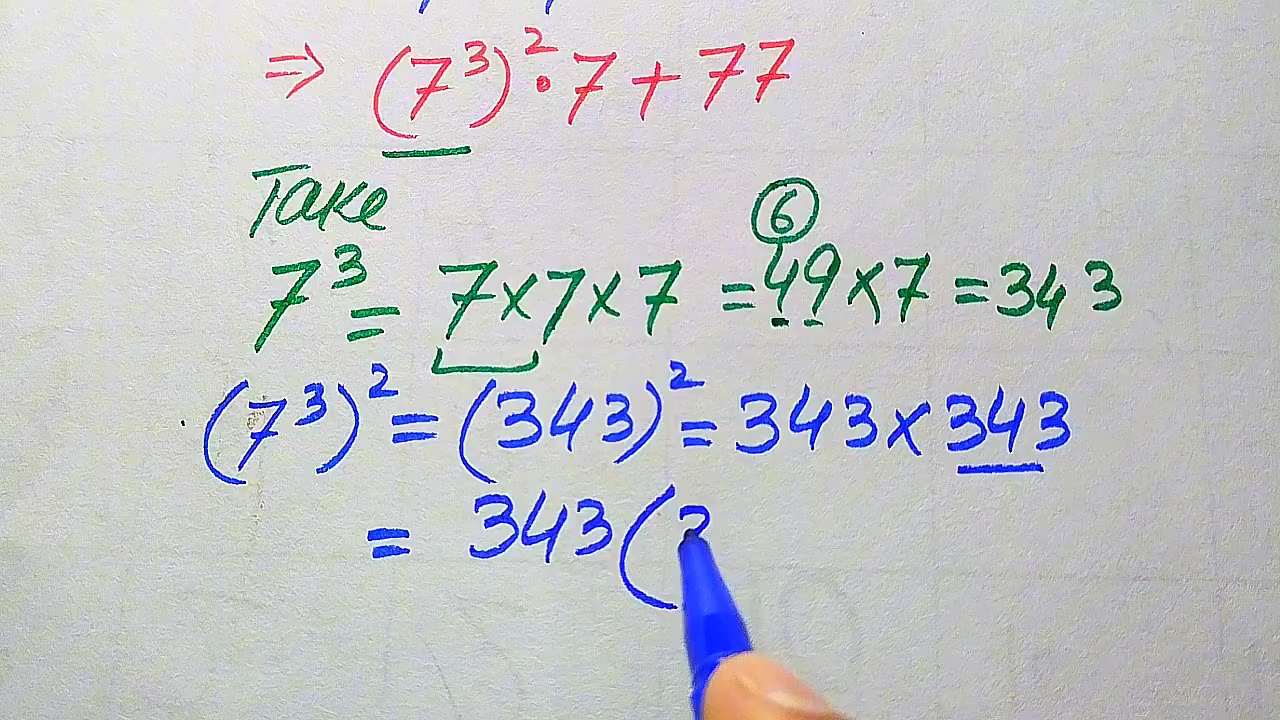 ⇒ (7³)²·7+77
Take
⑥
7³ = 7×7×7 = 49×7 = 343
(7³)² = (343)² = 343×343
= 343(